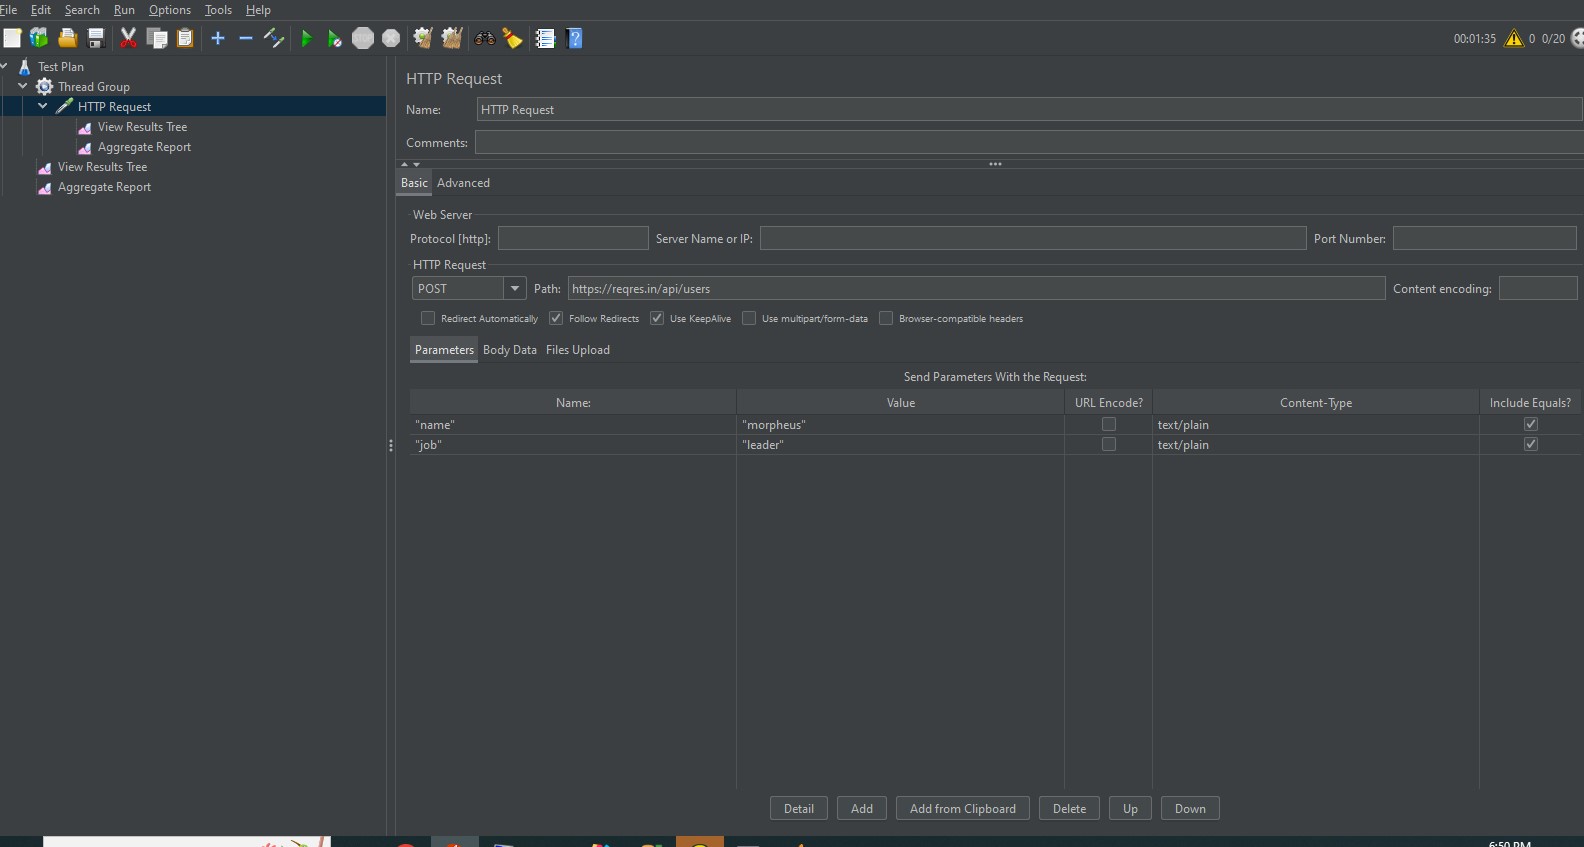 File Edit Search Run Options Tools Help
00:01:35 0 0/20
Test Plan
Thread Group
HTTP Request
View Results Tree
Aggregate Report
View Results Tree
Aggregate Report
HTTP Request
Name: HTTP Request
Comments:
Basic Advanced
Web Server
Protocol [http]: Server Name or IP: Port Number:
HTTP Request
POST Path: https://reqres.in/api/users Content encoding:
Redirect Automatically Follow Redirects Use KeepAlive Use multipart/form-data Browser-compatible headers
Parameters Body Data Files Upload
Send Parameters With the Request:
Name: Value URL Encode? Content-Type Include Equals?
"name" "morpheus" text/plain
"job" "leader" text/plain
Detail Add Add from Clipboard Delete Up Down
6:50 PM